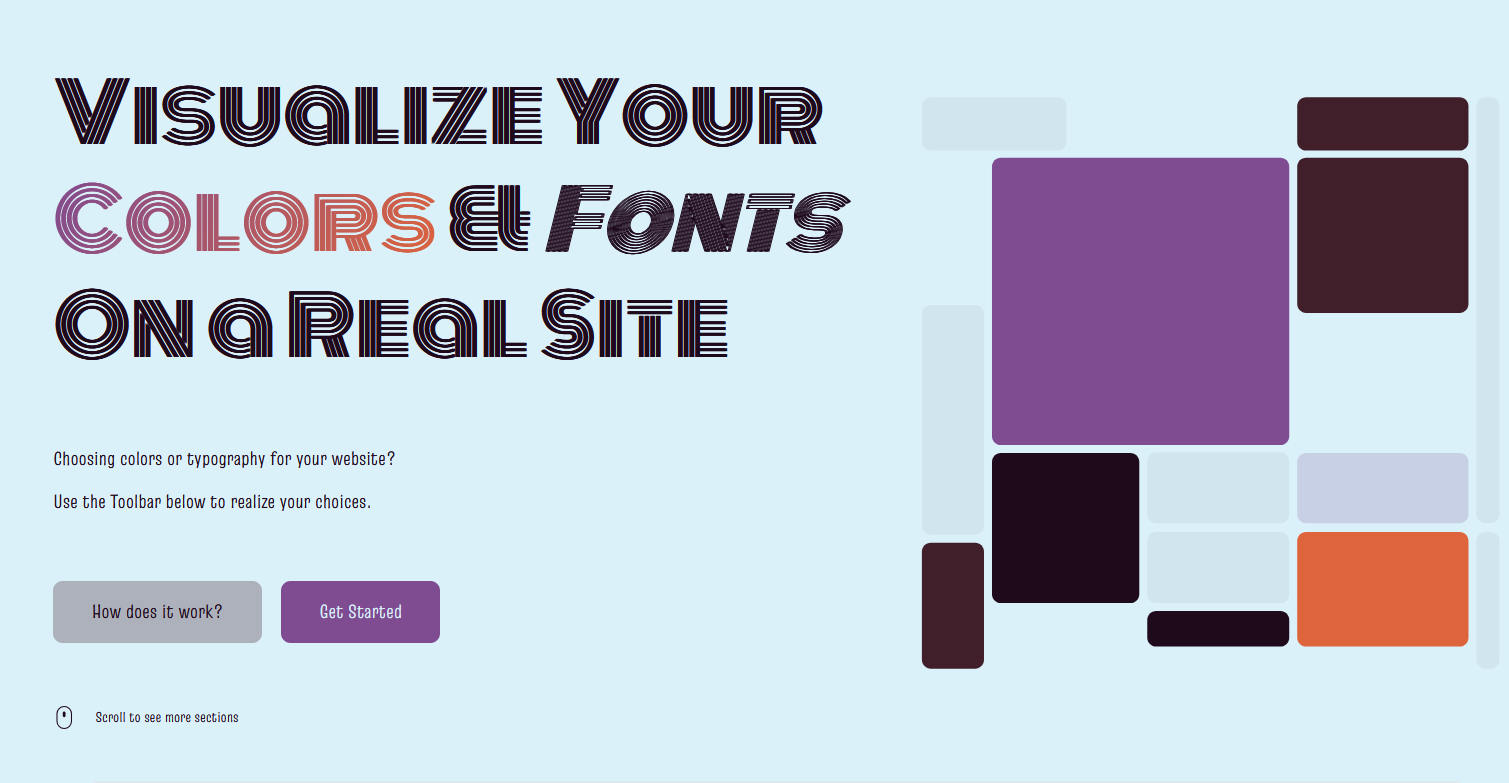 Visualize Your
Colors & Fonts
On a Real Site
Choosing colors or typography for your website?
Use the Toolbar below to realize your choices.
How does it work?
Get Started
Scroll to see more sections